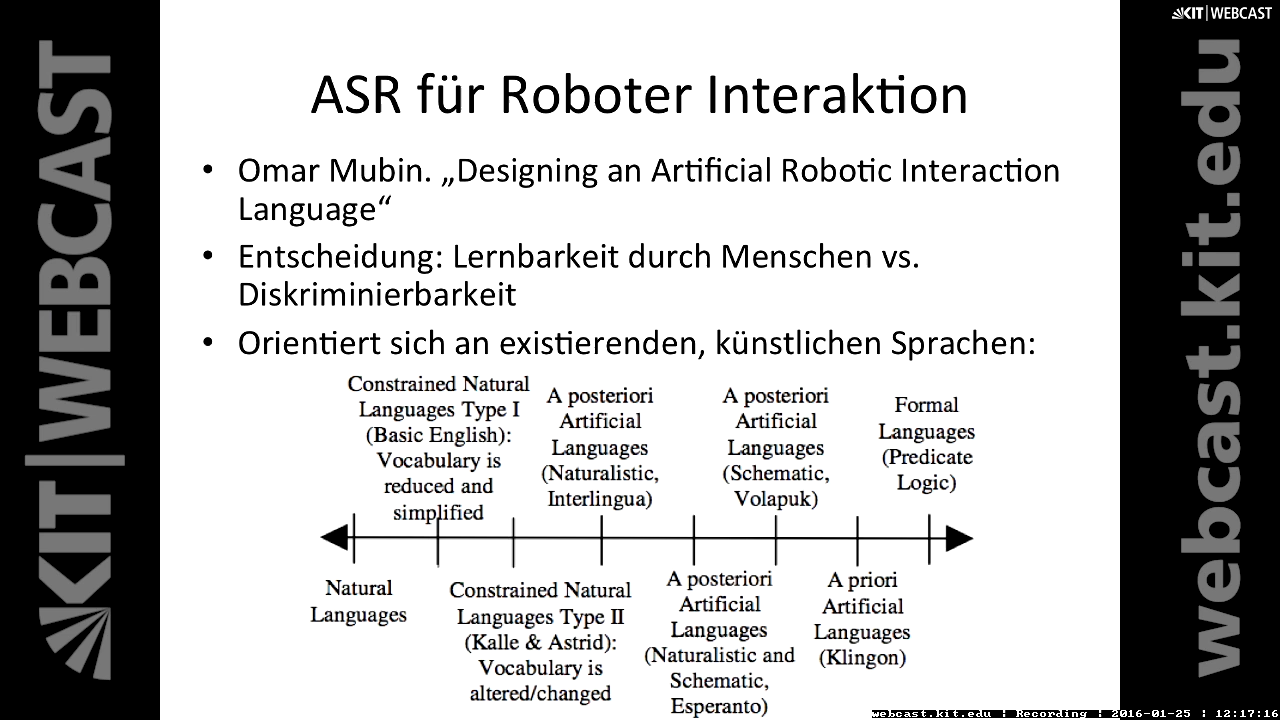 KIT | WEBCAST
ASR für Roboter Interaktion
• Omar Mubin. „Designing an Artificial Robotic Interaction
Language“
• Entscheidung: Lernbarkeit durch Menschen vs.
Diskriminierbarkeit
• Orientiert sich an existierenden, künstlichen Sprachen:
Constrained Natural
Languages Type I
(Basic English):
Vocabulary is
reduced and
simplified
A posteriori
Artificial
Languages
(Naturalistic,
Interlingua)
A posteriori
Artificial
Languages
(Schematic,
Volapuk)
Formal
Languages
(Predicate
Logic)
Natural
Languages
Constrained Natural
Languages Type II
(Kalle & Astrid):
Vocabulary is
altered/changed
A posteriori
Artificial
Languages
(Naturalistic and
Schematic,
Esperanto)
A priori
Artificial
Languages
(Klingon)
KIT | WEBCAST
webcast.kit.edu
webcast.kit.edu | Recording | 2016-01-25 | 12:17:16